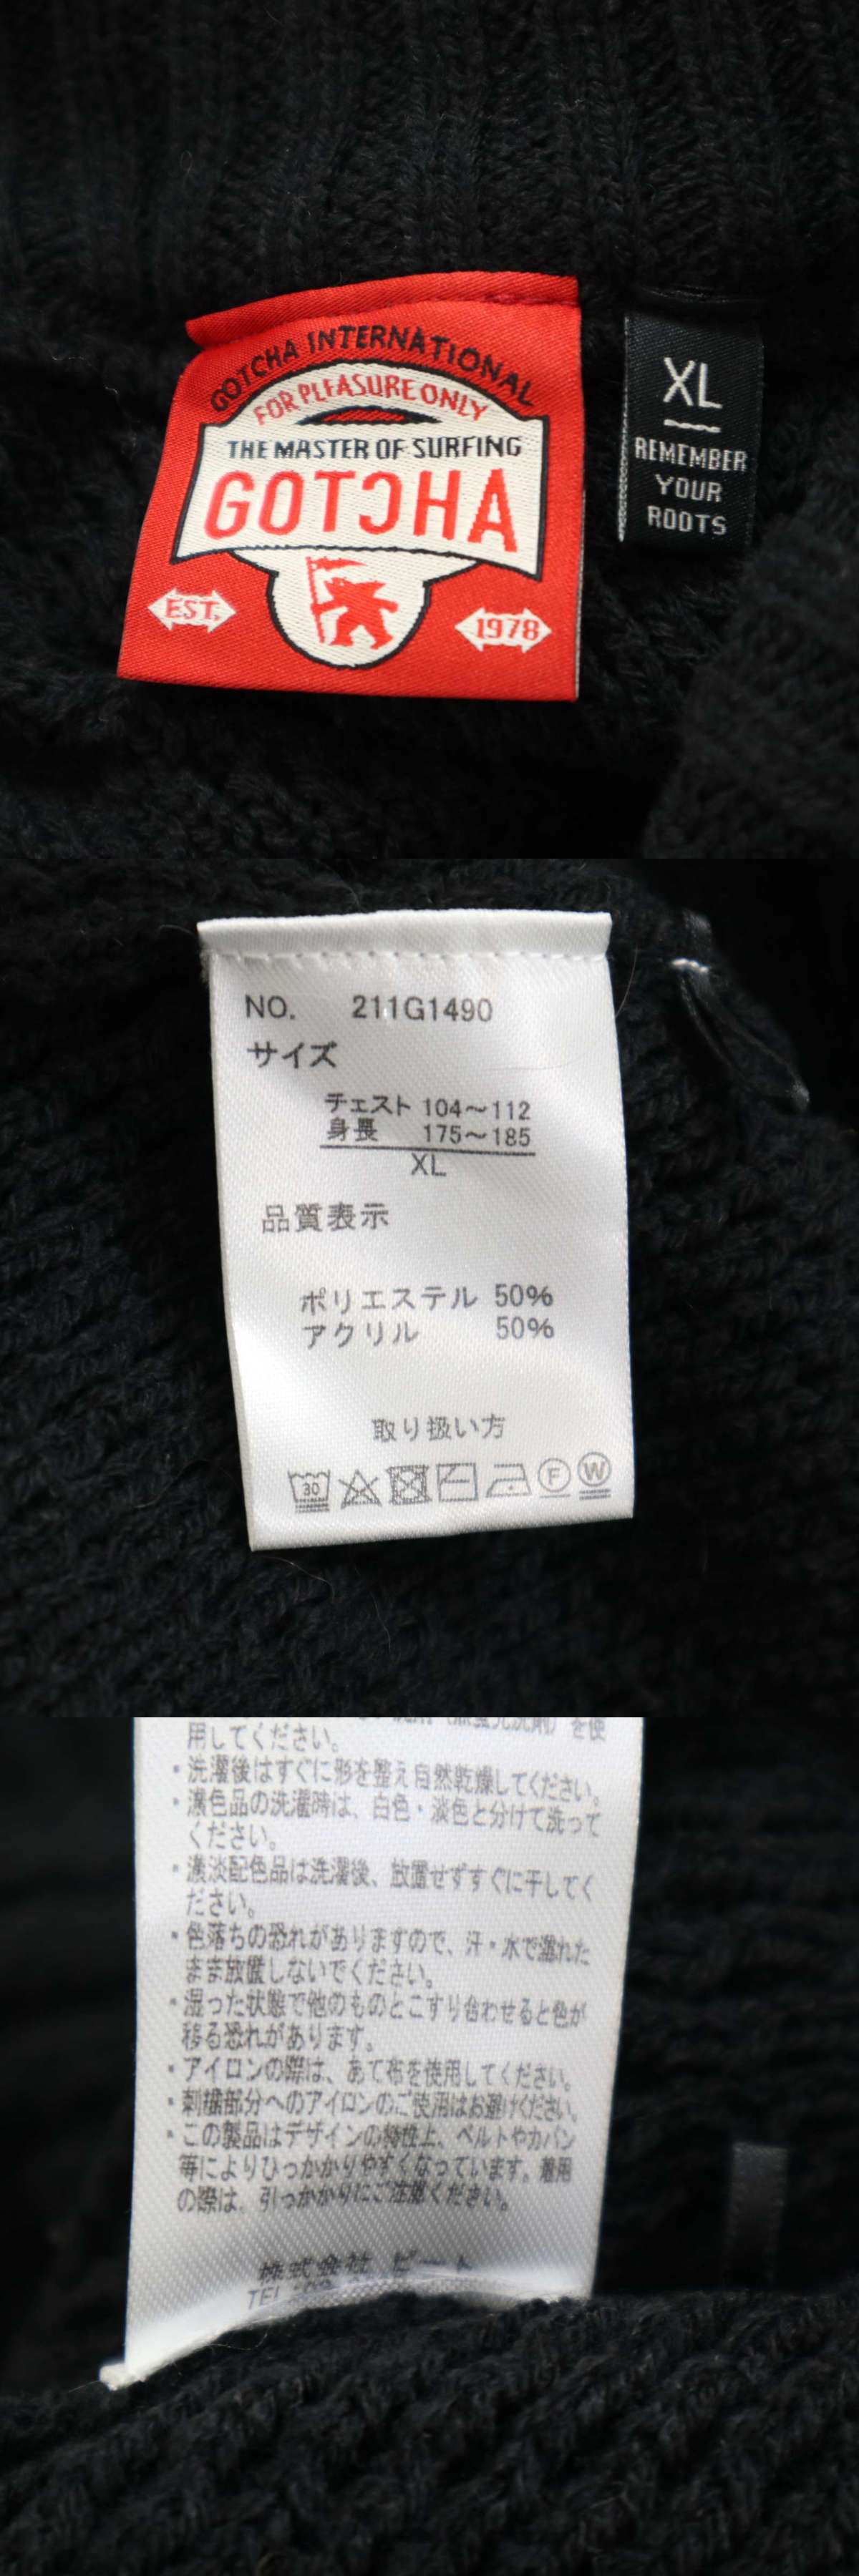 GOTCHA INTERNATIONAL
FOR PLEASURE ONLY
THE MASTER OF SURFING
GOTCHA
EST.
1978
XL
REMEMBER
YOUR
ROOTS
NO. 211G1490
サイズ
チェスト 104～112
身長 175～185
XL
品質表示
ポリエステル 50%
アクリル 50%
取り扱い方
30
F
W
を使
用してください。
・洗濯後はすぐに形を整え自然乾燥してください。
・濃色品の洗濯時は、白色・淡色と分けて洗って
ください。
・濃淡配色品は洗濯後、放置せずすぐに干してく
ださい。
・色落ちの恐れがありますので、汗・水で濡れた
まま放置しないでください。
・湿った状態で他のものとこすり合わせると色が
移る恐れがあります。
・アイロンの際は、あて布を使用してください。
・刺繍部分へのアイロンのご使用はお避けください。
・この製品はデザインの特性上、ベルトやカバン
等によりひっかかりやすくなっています。着用
の際は、引っかかりにご注意ください。
株式会社 ビート
TEL